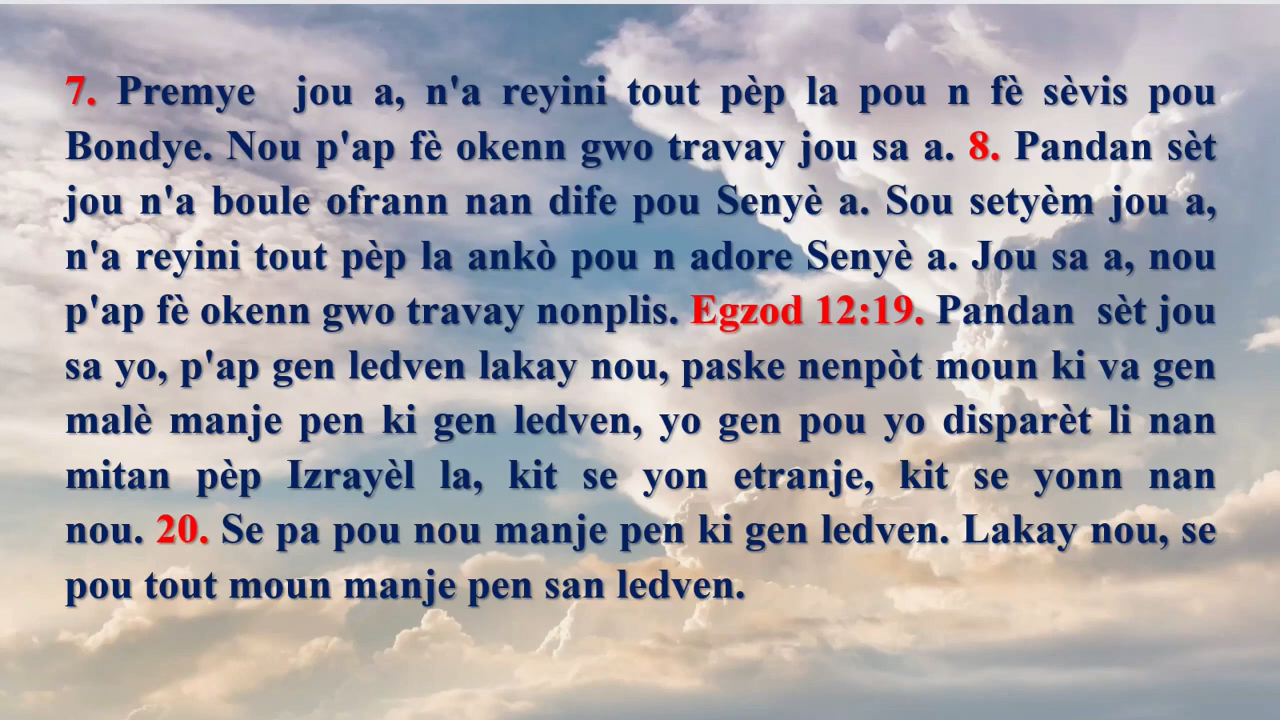 7. Premye jou a, n'a reyini tout pèp la pou n fè sèvis pou
Bondye. Nou p'ap fè okenn gwo travay jou sa a. 8. Pandan sèt
jou n'a boule ofrann nan dife pou Senyè a. Sou setyèm jou a,
n'a reyini tout pèp la ankò pou n adore Senyè a. Jou sa a, nou
p'ap fè okenn gwo travay nonplis. Egzod 12:19. Pandan sèt jou
sa yo, p'ap gen ledven lakay nou, paske nenpòt moun ki va gen
malè manje pen ki gen ledven, yo gen pou yo disparèt li nan
mitan pèp Izrayèl la, kit se yon etranje, kit se yonn nan
nou. 20. Se pa pou nou manje pen ki gen ledven. Lakay nou, se
pou tout moun manje pen san ledven.